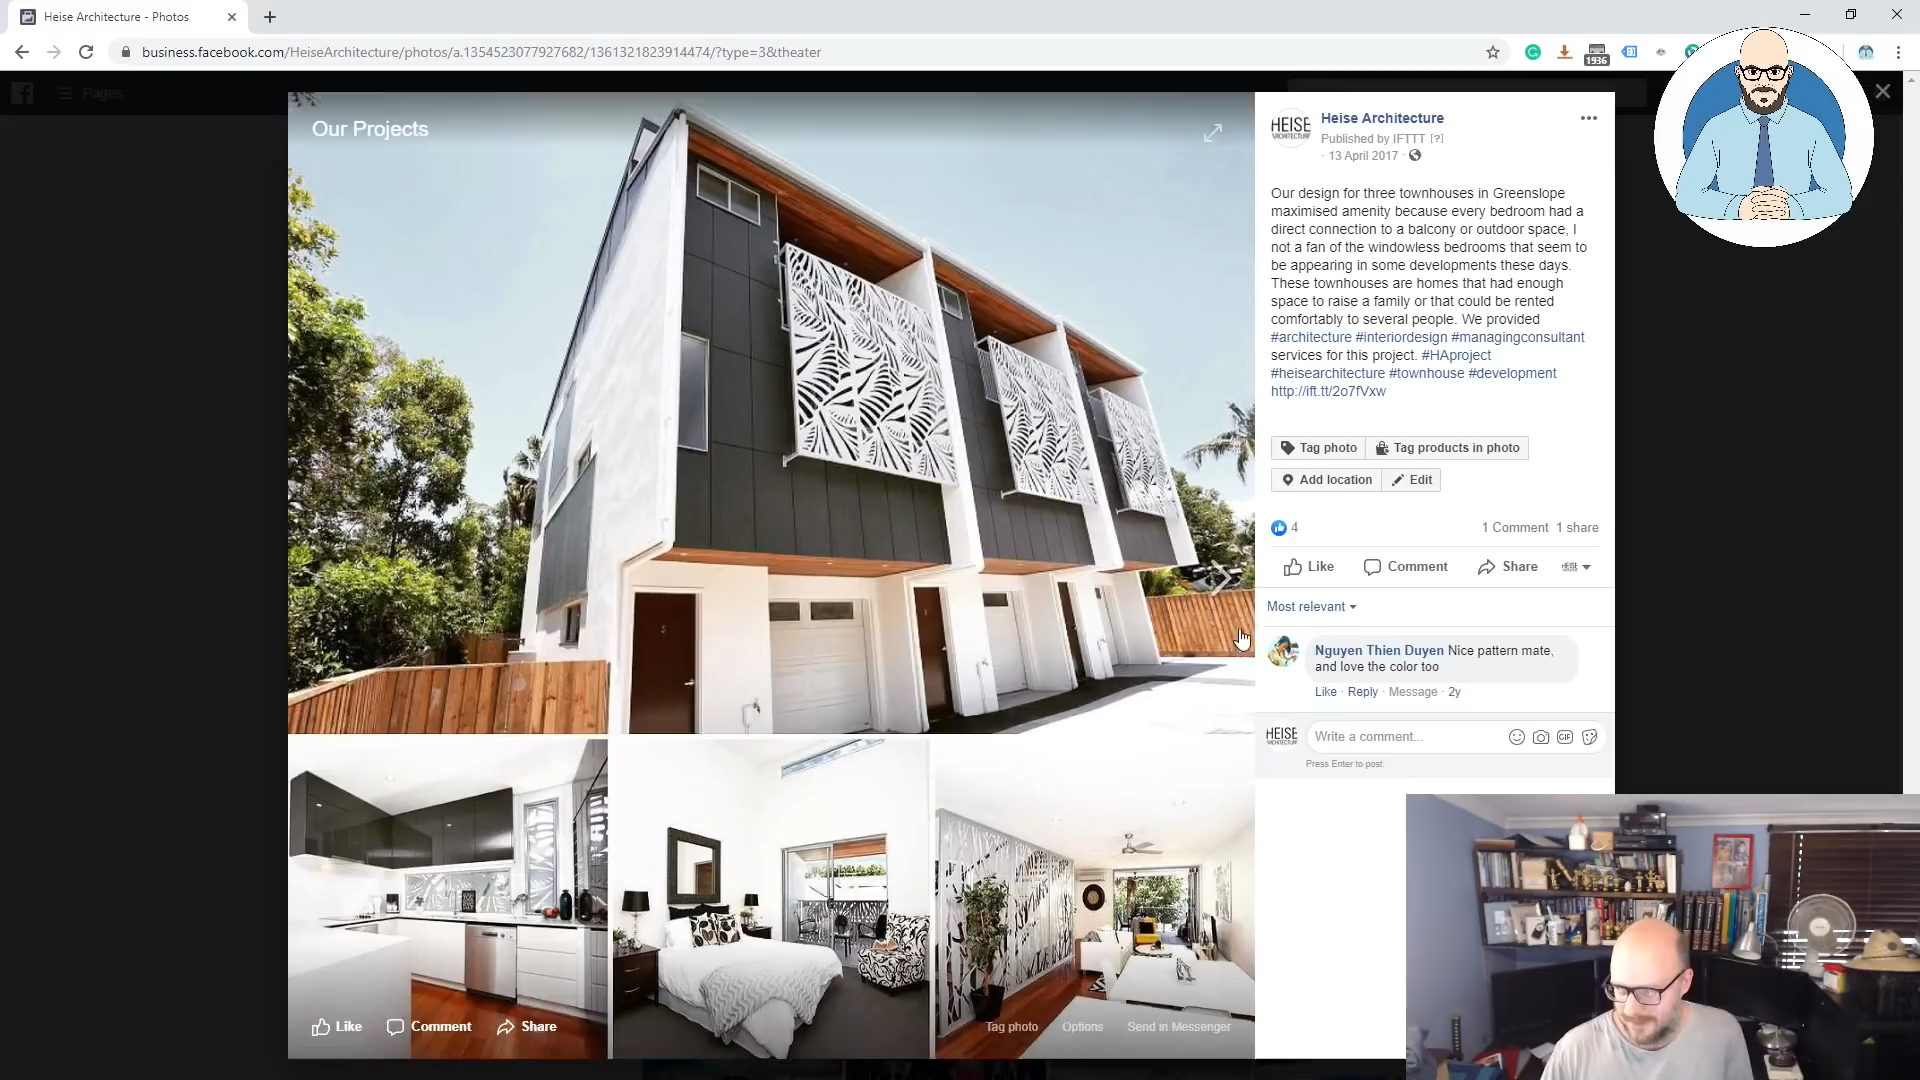 Heise Architecture - Photos
business.facebook.com/HeiseArchitecture/photos/a.1354523077927682/1361321823914474/?type=3&theater
1936
Pages
Our Projects
HEISE
ARCHITECTURE
Heise Architecture
Published by IFTTT [?]
· 13 April 2017 ·
Our design for three townhouses in Greenslope
maximised amenity because every bedroom had a
direct connection to a balcony or outdoor space, I
not a fan of the windowless bedrooms that seem to
be appearing in some developments these days.
These townhouses are homes that had enough
space to raise a family or that could be rented
comfortably to several people. We provided
#architecture #interiordesign #managingconsultant
services for this project. #HAproject
#heisearchitecture #townhouse #development
http://ift.tt/2o7fVxw
Tag photo Tag products in photo
Add location Edit
4 1 Comment 1 share
Like Comment Share
Most relevant
Nguyen Thien Duyen Nice pattern mate,
and love the color too
Like · Reply · Message · 2y
HEISE
ARCHITECTURE
Write a comment...
GIF
Press Enter to post.
Like Comment Share
Tag photo Options Send in Messenger